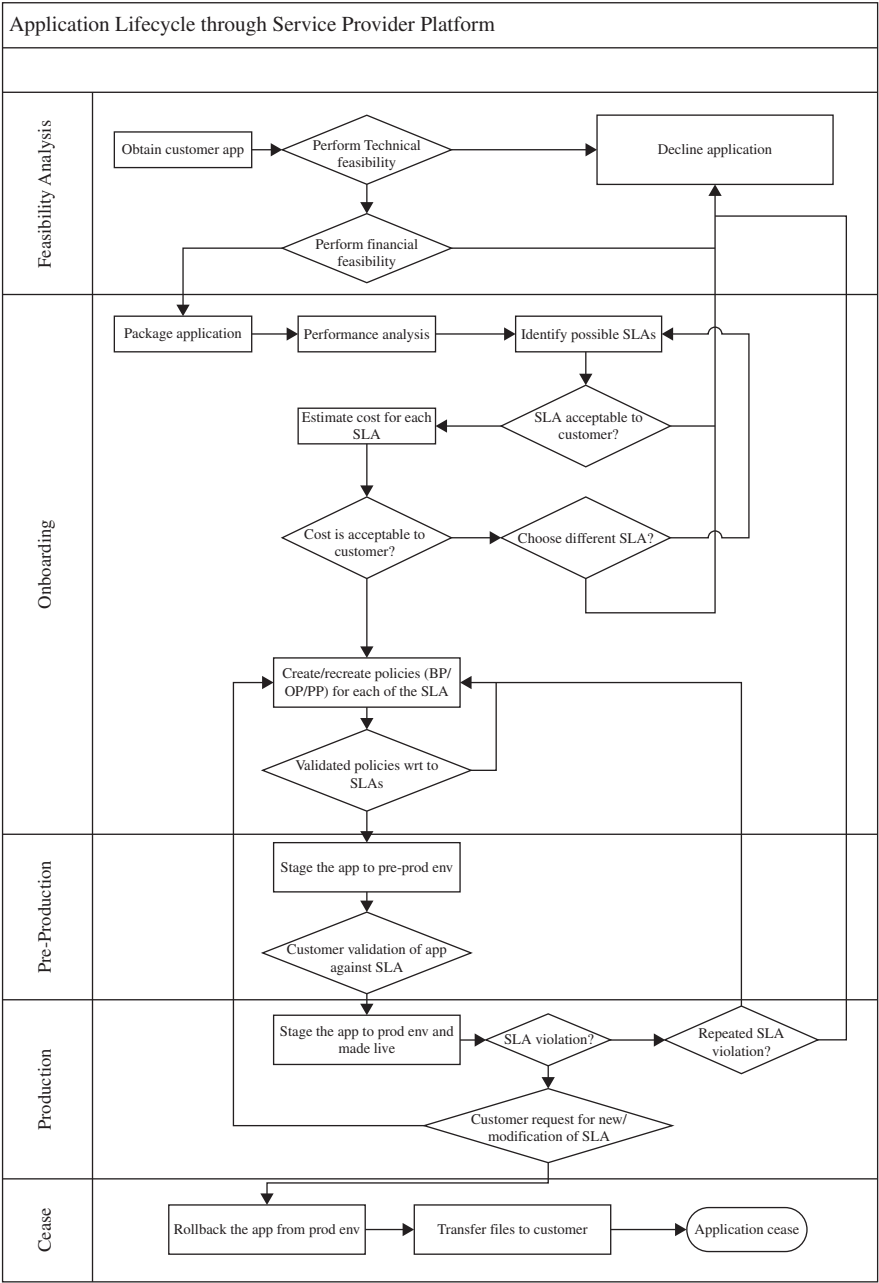 Application Lifecycle through Service Provider Platform
Feasibility Analysis
Obtain customer app
Perform Technical
feasibility
Decline application
Perform financial
feasibility
Onboarding
Package application
Performance analysis
Identify possible SLAs
Estimate cost for each
SLA
SLA acceptable to
customer?
Cost is acceptable to
customer?
Choose different SLA?
Create/recreate policies (BP/
OP/PP) for each of the SLA
Validated policies wrt to
SLAs
Pre-Production
Stage the app to pre-prod env
Customer validation of app
against SLA
Production
Stage the app to prod env and
made live
SLA violation?
Repeated SLA
violation?
Customer request for new/
modification of SLA
Cease
Rollback the app from prod env
Transfer files to customer
Application cease